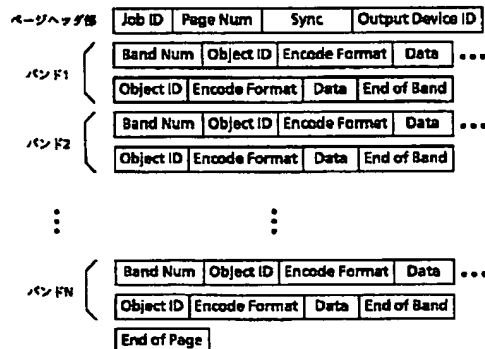 ページヘッダ部 Job ID Page Num Sync Output Device ID
バンド1
Band Num Object ID Encode Format Data •••
Object ID Encode Format Data End of Band
バンド2
Band Num Object ID Encode Format Data •••
Object ID Encode Format Data End of Band
バンドN
Band Num Object ID Encode Format Data •••
Object ID Encode Format Data End of Band
End of Page